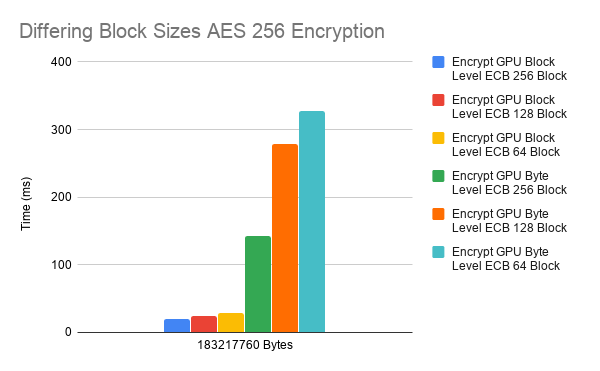 Differing Block Sizes AES 256 Encryption
400
300
200
100
0
Time (ms)
183217760 Bytes
Encrypt GPU Block
Level ECB 256 Block
Encrypt GPU Block
Level ECB 128 Block
Encrypt GPU Block
Level ECB 64 Block
Encrypt GPU Byte
Level ECB 256 Block
Encrypt GPU Byte
Level ECB 128 Block
Encrypt GPU Byte
Level ECB 64 Block